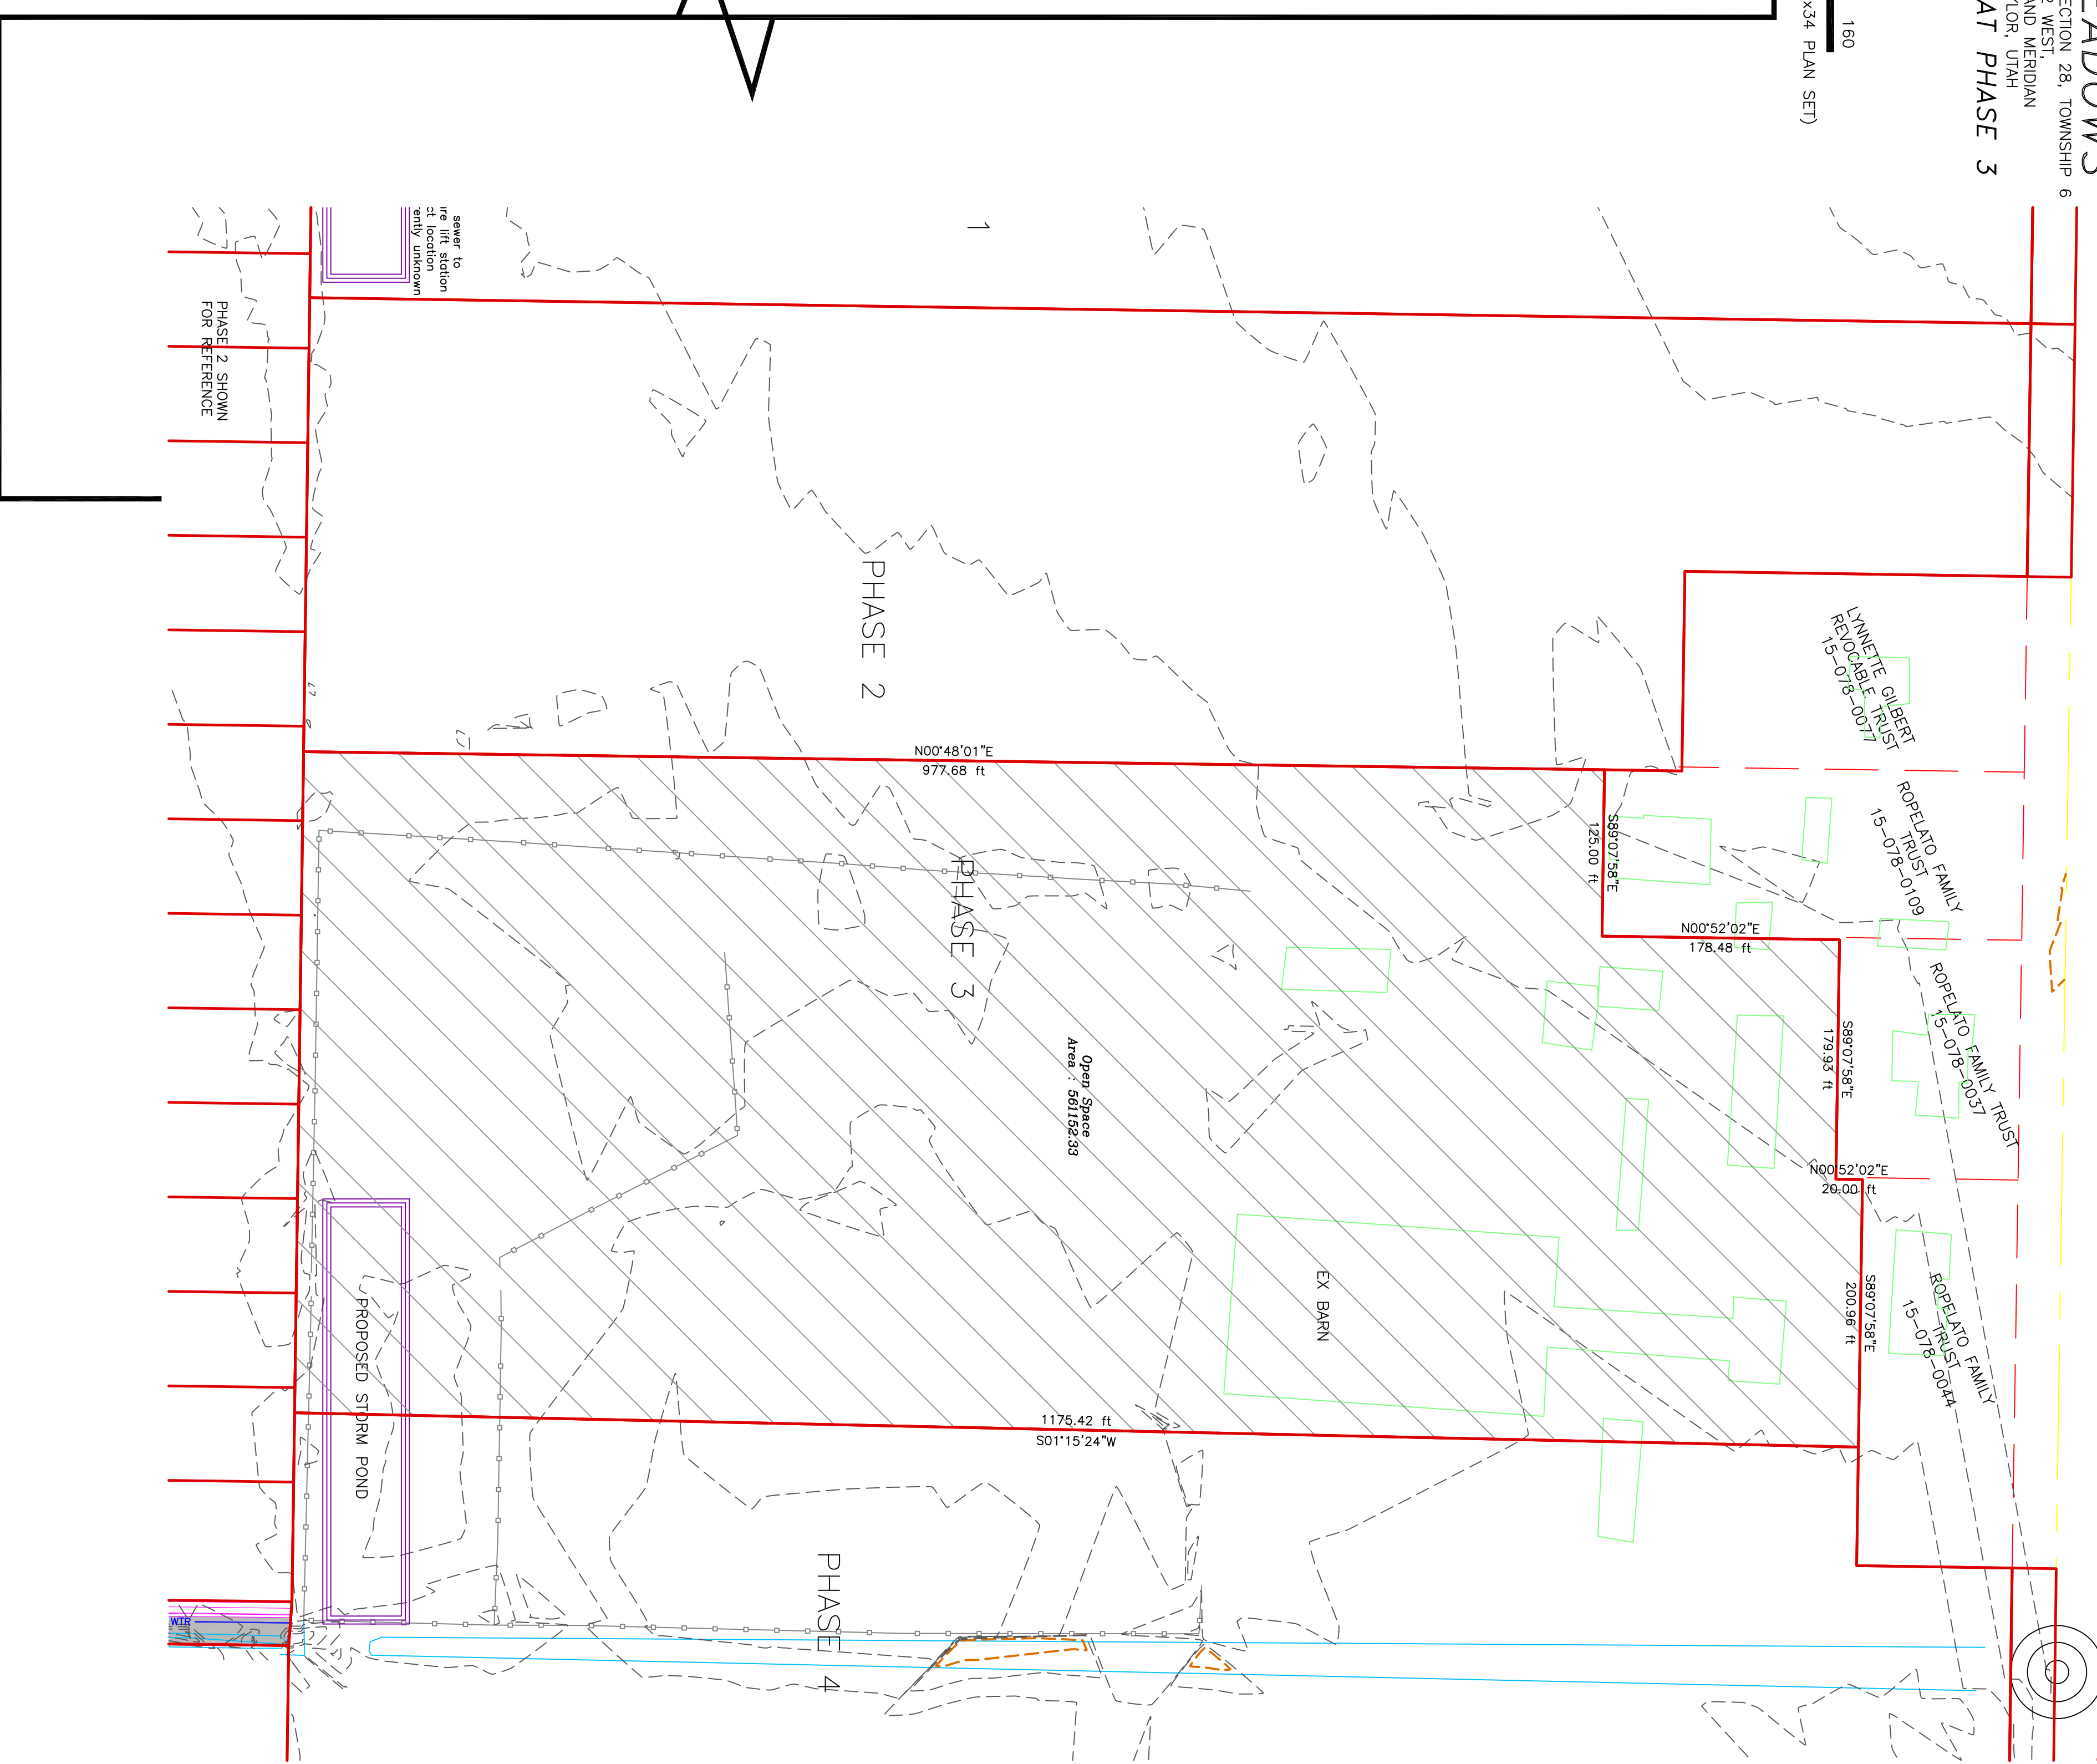 ECTION 28, TOWNSHIP 6
WEST,
AND MERIDIAN
YLOR, UTAH
AT PHASE 3
160
x34 PLAN SET)
sewer to
re lift station
ct location
ently unknown
1
PHASE 2 SHOWN
FOR REFERENCE
PHASE 2
LYNNETTE GILBERT
REVOCABLE TRUST
15-078-0077
N00°48'01"E
977.68 ft
ROPELATO FAMILY
TRUST
15-078-0109
S89°07'58"E
125.00 ft
N00°52'02"E
178.48 ft
PHASE 3
ROPELATO FAMILY TRUST
15-078-0037
S89°07'58"E
179.93 ft
Open Space
Area : 561152.33
N00°52'02"E
20.00 ft
ROPELATO FAMILY
TRUST
15-078-0044
S89°07'58"E
200.96 ft
EX BARN
PROPOSED STORM POND
1175.42 ft
S01°15'24"W
PHASE 4
WTR